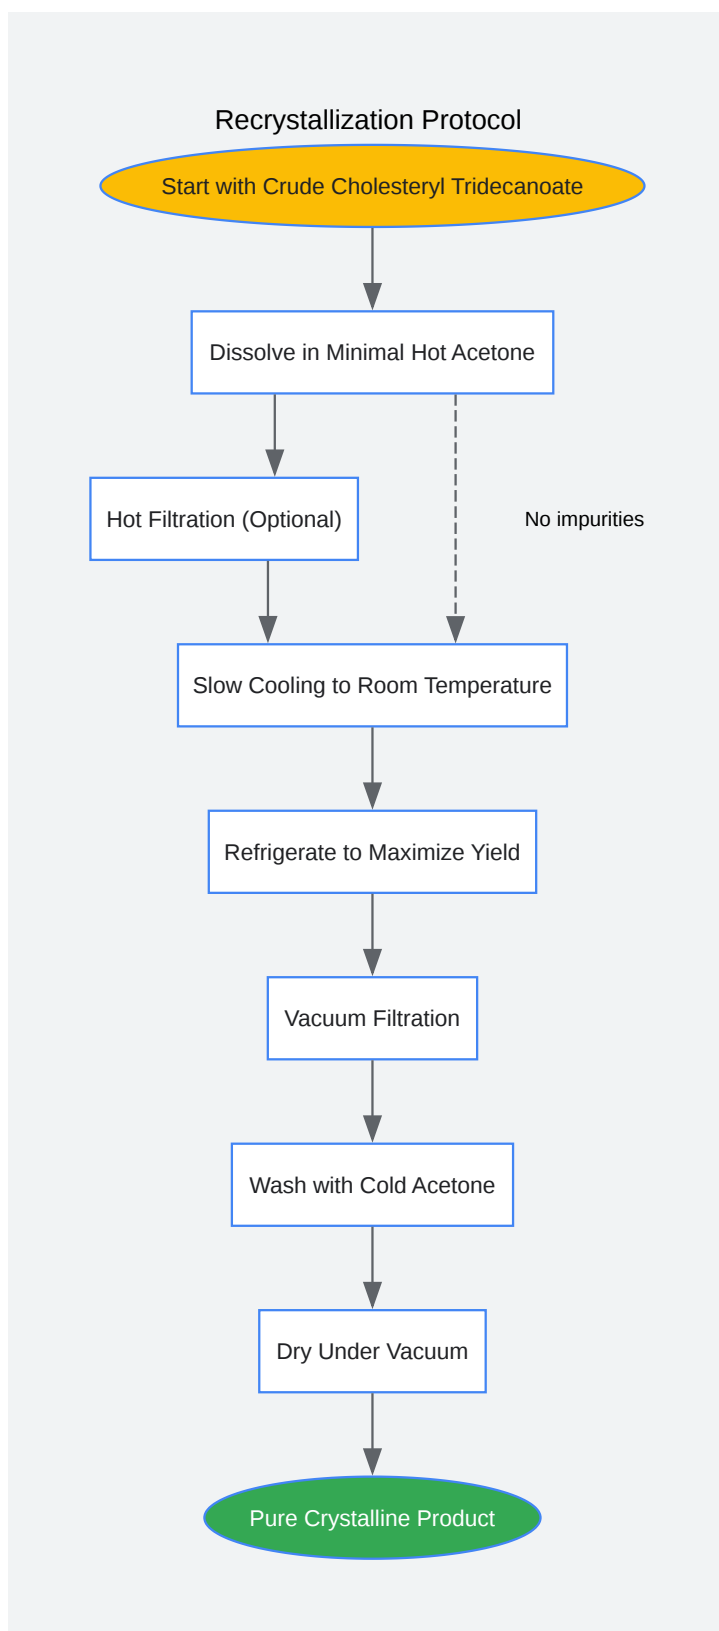 Recrystallization Protocol
Start with Crude Cholesteryl Tridecanoate
Dissolve in Minimal Hot Acetone
Hot Filtration (Optional)
No impurities
Slow Cooling to Room Temperature
Refrigerate to Maximize Yield
Vacuum Filtration
Wash with Cold Acetone
Dry Under Vacuum
Pure Crystalline Product